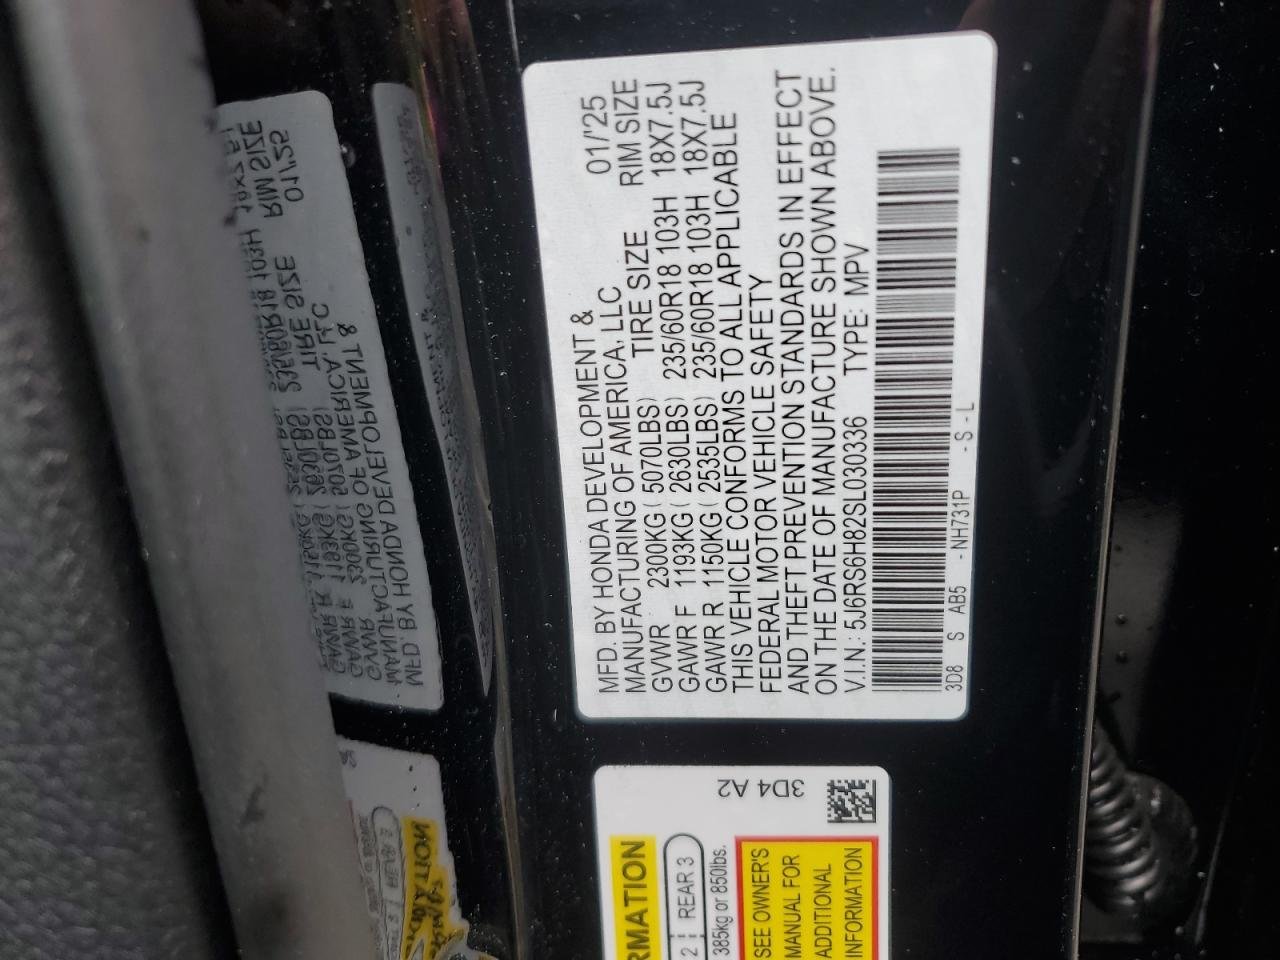 MFD. BY HONDA DEVELOPMENT &
MANUFACTURING OF AMERICA, LLC 01/'25
GVWR 2300KG ( 5070LBS) TIRE SIZE RIM SIZE
GAWR F 1193KG ( 2630LBS) 235/60R18 103H 18X7.5J
GAWR R 1150KG ( 2535LBS) 235/60R18 103H 18X7.5J
THIS VEHICLE CONFORMS TO ALL APPLICABLE
FEDERAL MOTOR VEHICLE SAFETY
AND THEFT PREVENTION STANDARDS IN EFFECT
ON THE DATE OF MANUFACTURE SHOWN ABOVE.
V.I.N.: 5J6RS6H82SL030336 TYPE: MPV
3D8 S AB5 - NH731P - S - L
3D4 A2
2 REAR 3
385kg or 850lbs.
SEE OWNER'S
MANUAL FOR
ADDITIONAL
INFORMATION